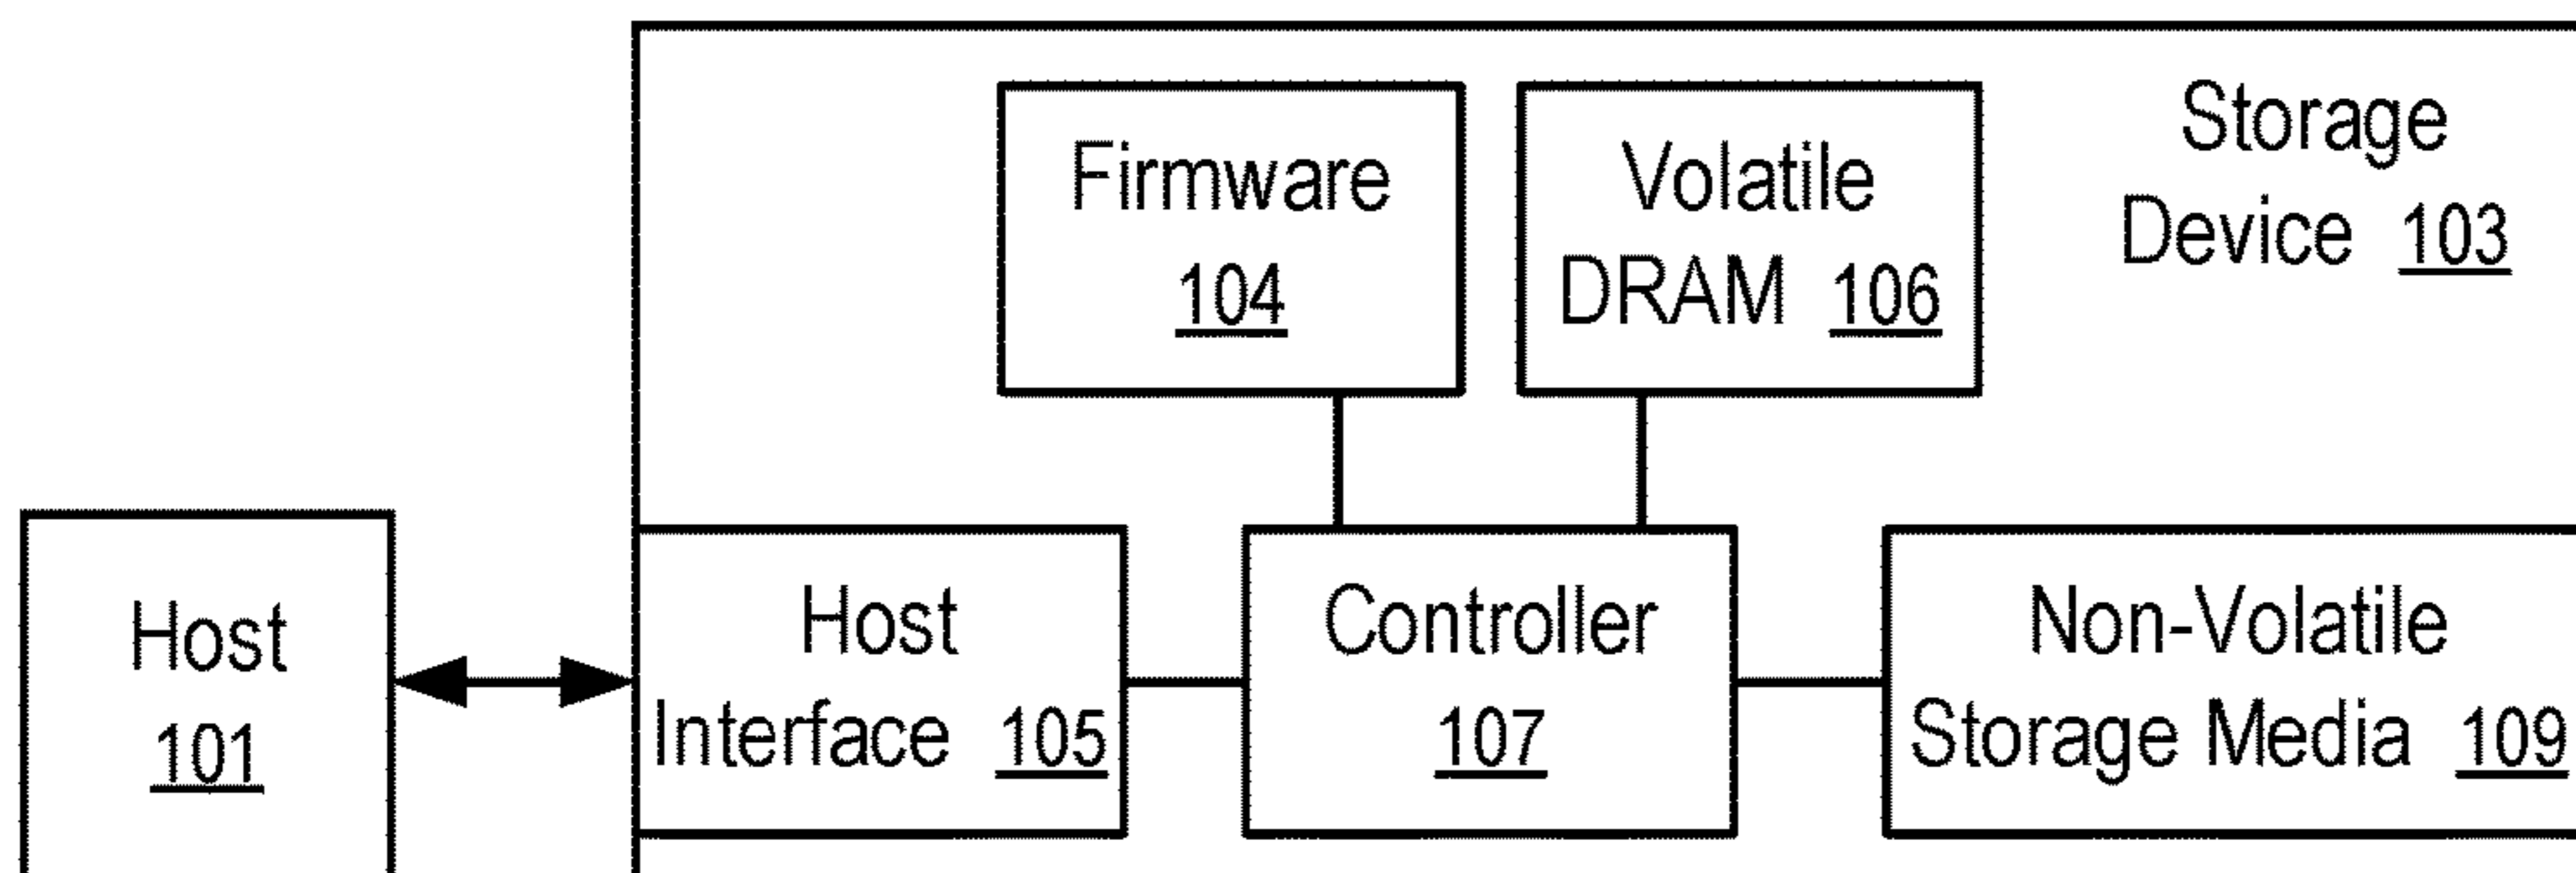 Storage
Device 103
Firmware
104
Volatile
DRAM 106
Host
101
Host
Interface 105
Controller
107
Non-Volatile
Storage Media 109